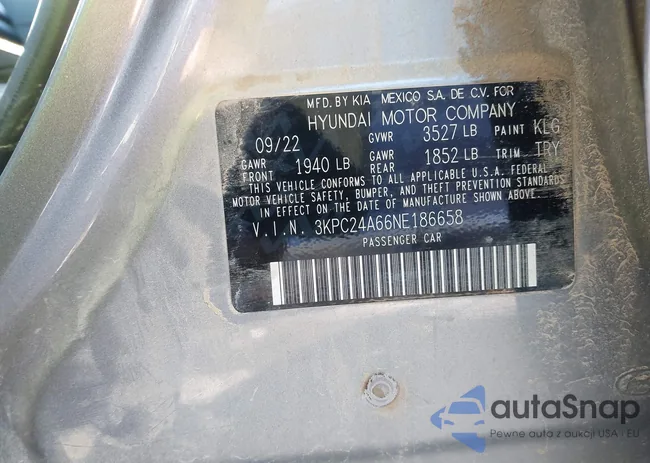 MFD. BY KIA MEXICO S.A. DE C.V. FOR
HYUNDAI MOTOR COMPANY
09/22 GVWR 3527 LB PAINT KLG
GAWR FRONT 1940 LB GAWR REAR 1852 LB TRIM TRY
THIS VEHICLE CONFORMS TO ALL APPLICABLE U.S.A. FEDERAL
MOTOR VEHICLE SAFETY, BUMPER, AND THEFT PREVENTION STANDARDS
IN EFFECT ON THE DATE OF MANUFACTURE SHOWN ABOVE.
V.I.N. 3KPC24A66NE186658
PASSENGER CAR
autaSnap
Pewne auta z aukcji USA i EU